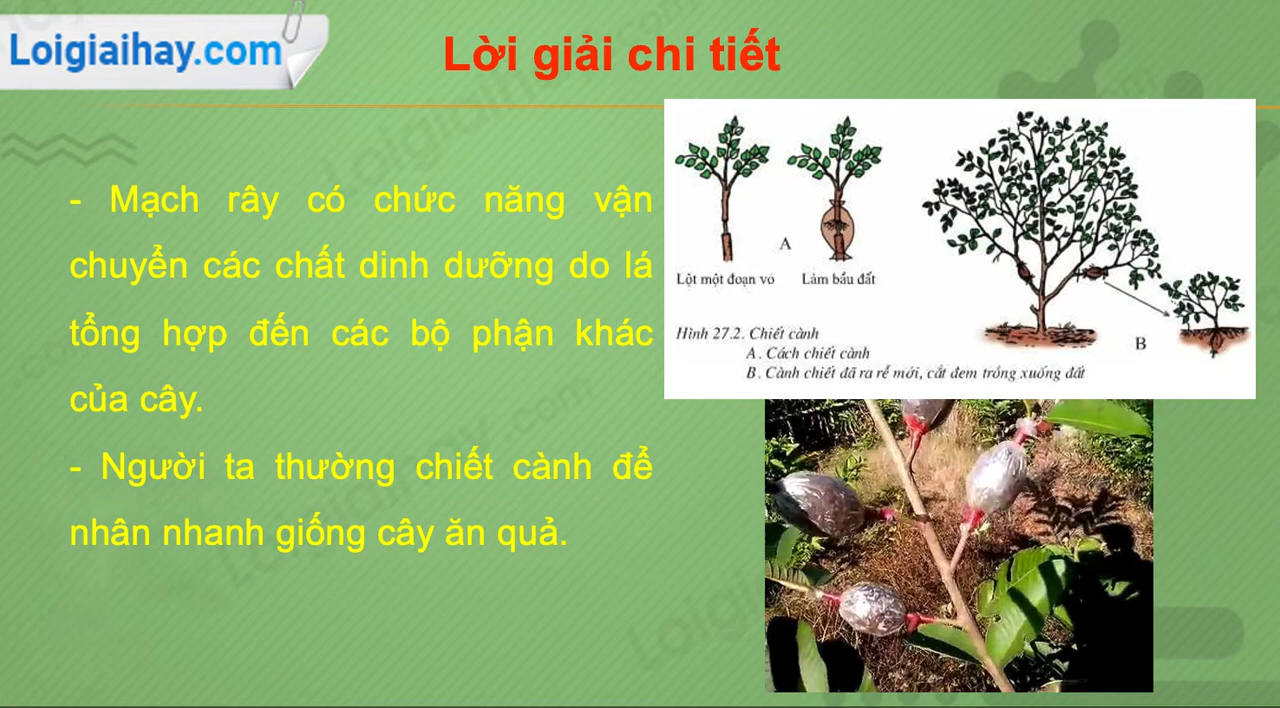 Loigiaihay.com
Lời giải chi tiết
- Mạch rây có chức năng vận
chuyển các chất dinh dưỡng do lá
tổng hợp đến các bộ phận khác
của cây.
- Người ta thường chiết cành để
nhân nhanh giống cây ăn quả.
A
Lột một đoạn vỏ
Làm bầu đất
B
Hình 27.2. Chiết cành
A. Cách chiết cành
B. Cành chiết đã ra rễ mới, cắt đem trồng xuống đất